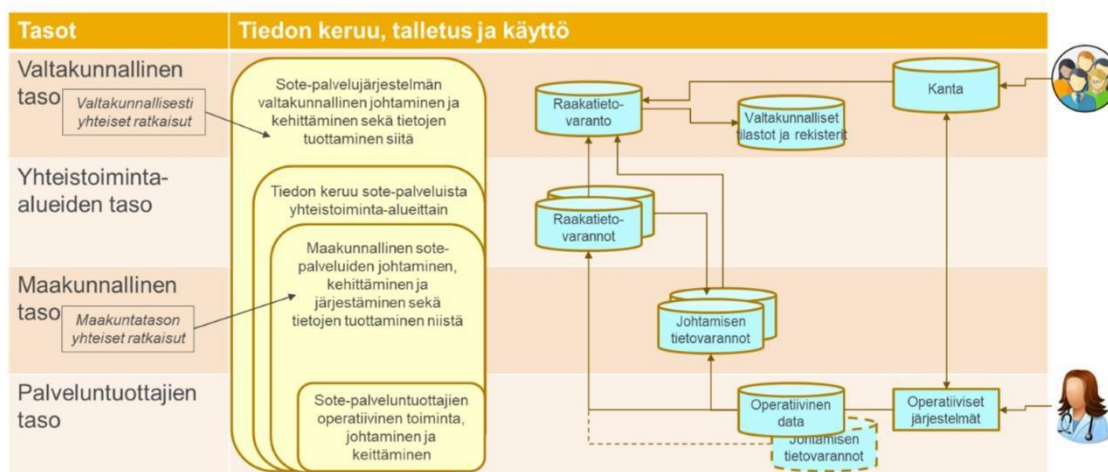 Tasot
Tiedon keruu, talletus ja käyttö
Valtakunnallinen
taso
Valtakunnallisesti
yhteiset ratkaisut
Sote-palvelujärjestelmän
valtakunnallinen johtaminen ja
kehittäminen sekä tietojen
tuottaminen siitä
Raakatieto-
varanto
Valtakunnalliset
tilastot ja rekisterit
Kanta
Yhteistoiminta-
alueiden taso
Tiedon keruu sote-palveluista
yhteistoiminta-alueittain
Raakatieto-
varannot
Maakunnallinen
taso
Maakuntatason
yhteiset ratkaisut
Maakunnallinen sote-
palveluiden johtaminen,
kehittäminen ja
järjestäminen sekä
tietojen tuottaminen niistä
Johtamisen
tietovarannot
Palveluntuottajien
taso
Sote-palveluntuottajien
operatiivinen toiminta,
johtaminen ja
keittäminen
Operatiivinen
data
Johtamisen
tietovarannot
Operatiiviset
järjestelmät